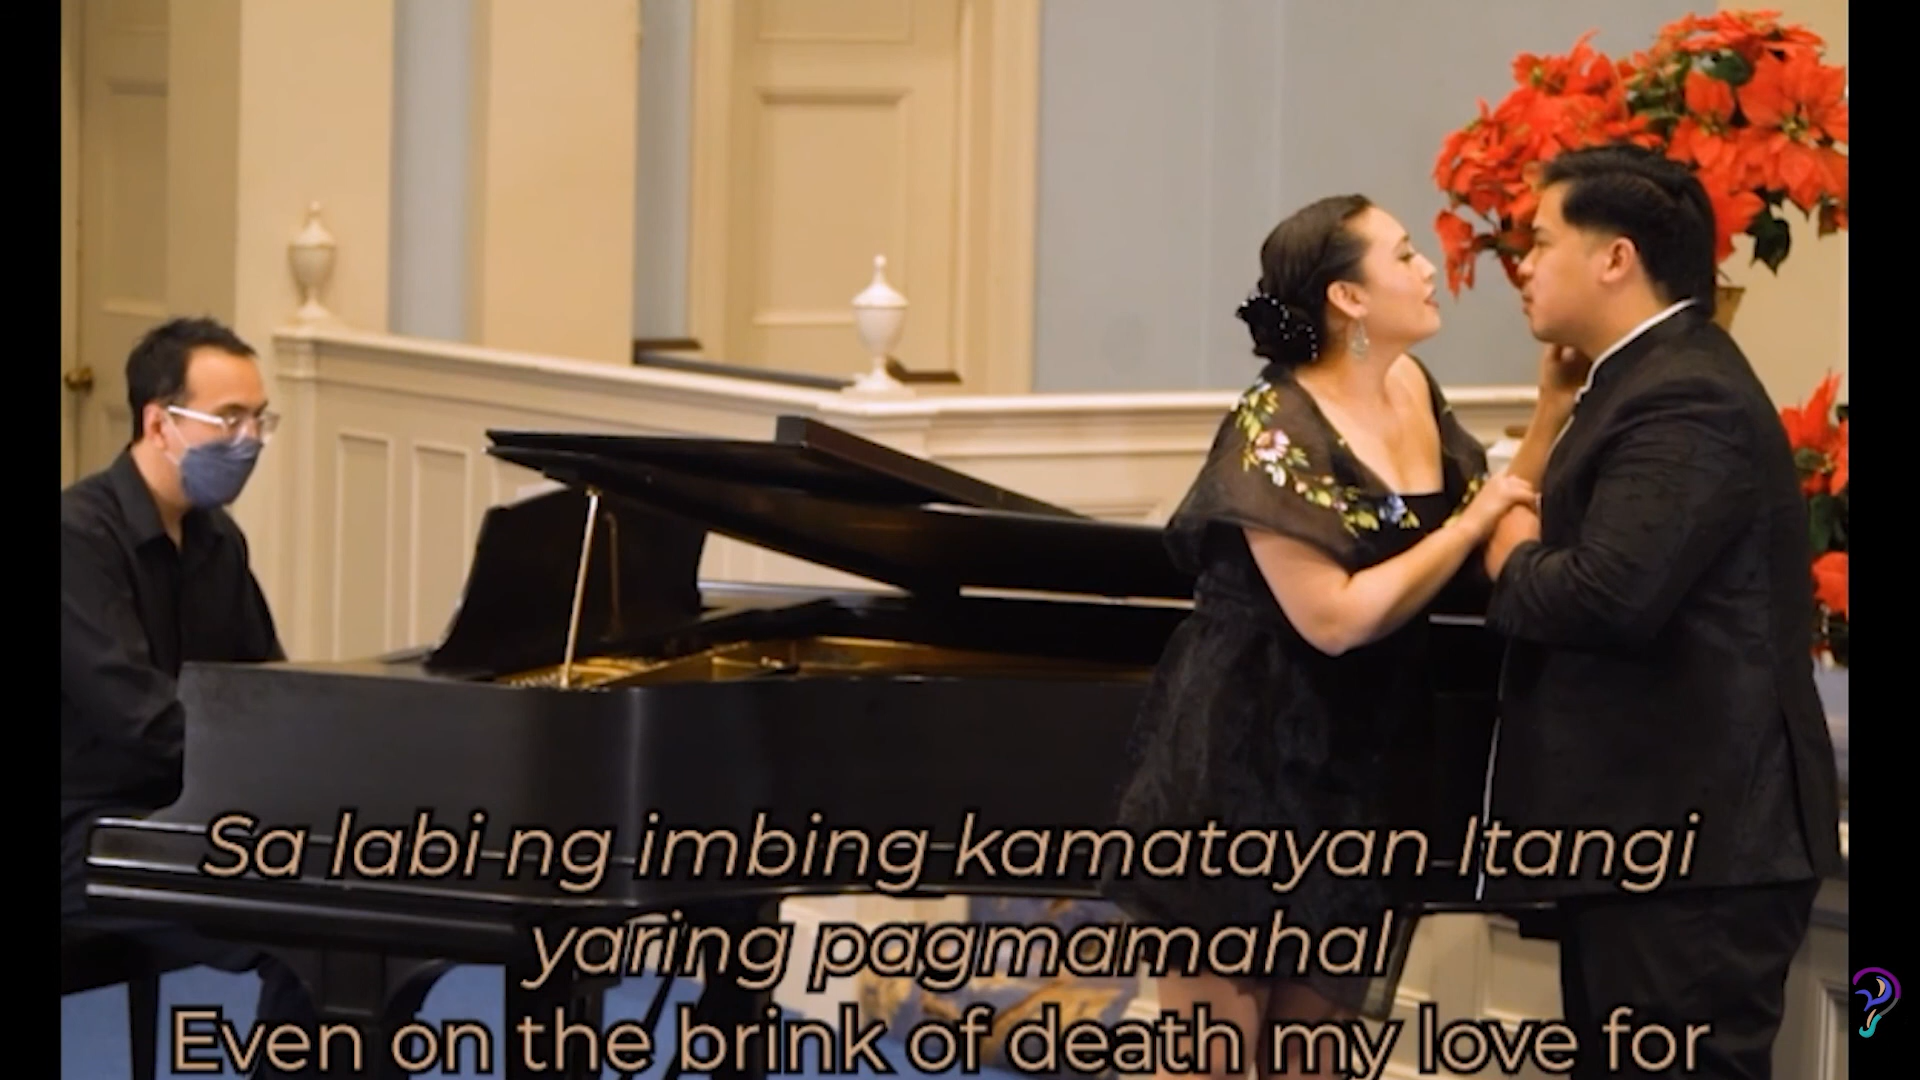 Sa labi ng imbing kamatayan Itangi
yaring pagmamahal
Even on the brink of death my love for